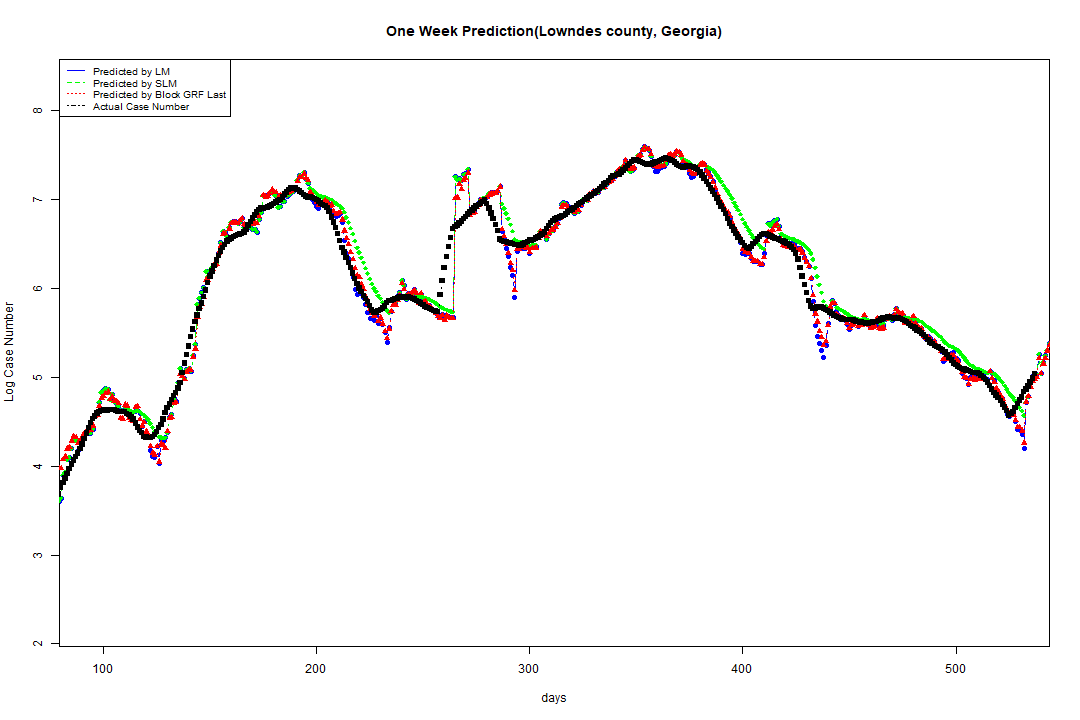 One Week Prediction(Lowndes county, Georgia)
Predicted by LM
Predicted by SLM
Predicted by Block GRF Last
Actual Case Number
Log Case Number
8
7
6
5
4
3
2
100 200 300 400 500
days